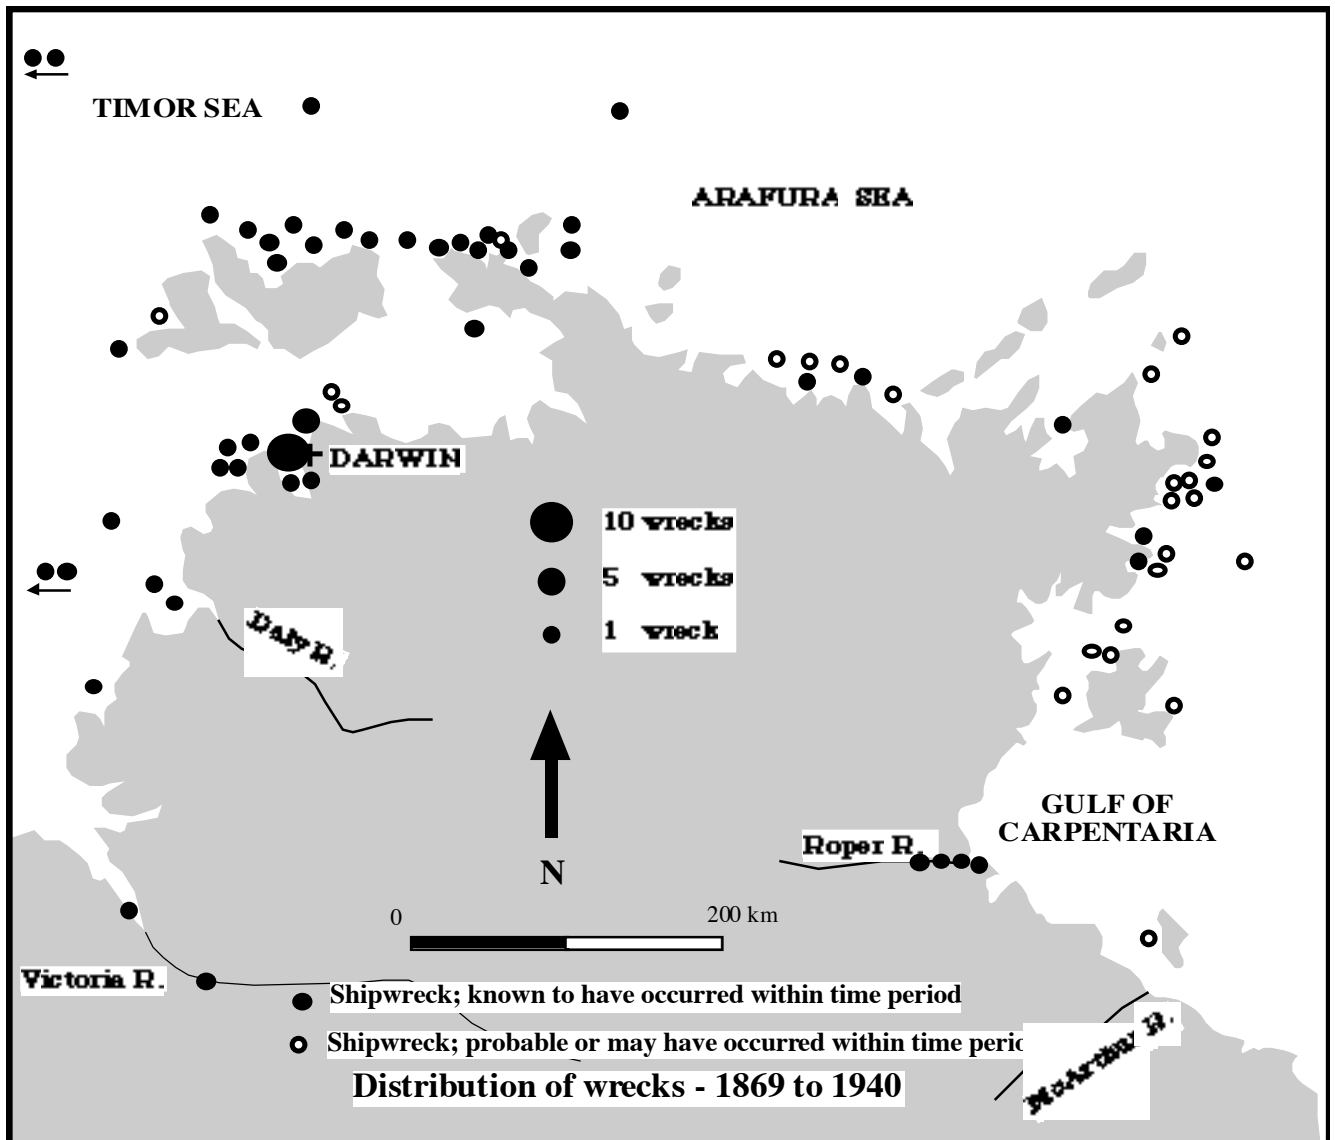 TIMOR SEA
ARAFURA SEA
DARWIN
10 wrecks
5 wrecks
1 wreck
Daly R.
GULF OF
CARPENTARIA
Roper R.
N
0
200 km
Victoria R.
Shipwreck; known to have occurred within time period
Shipwreck; probable or may have occurred within time perio
McArthur R.
Distribution of wrecks - 1869 to 1940